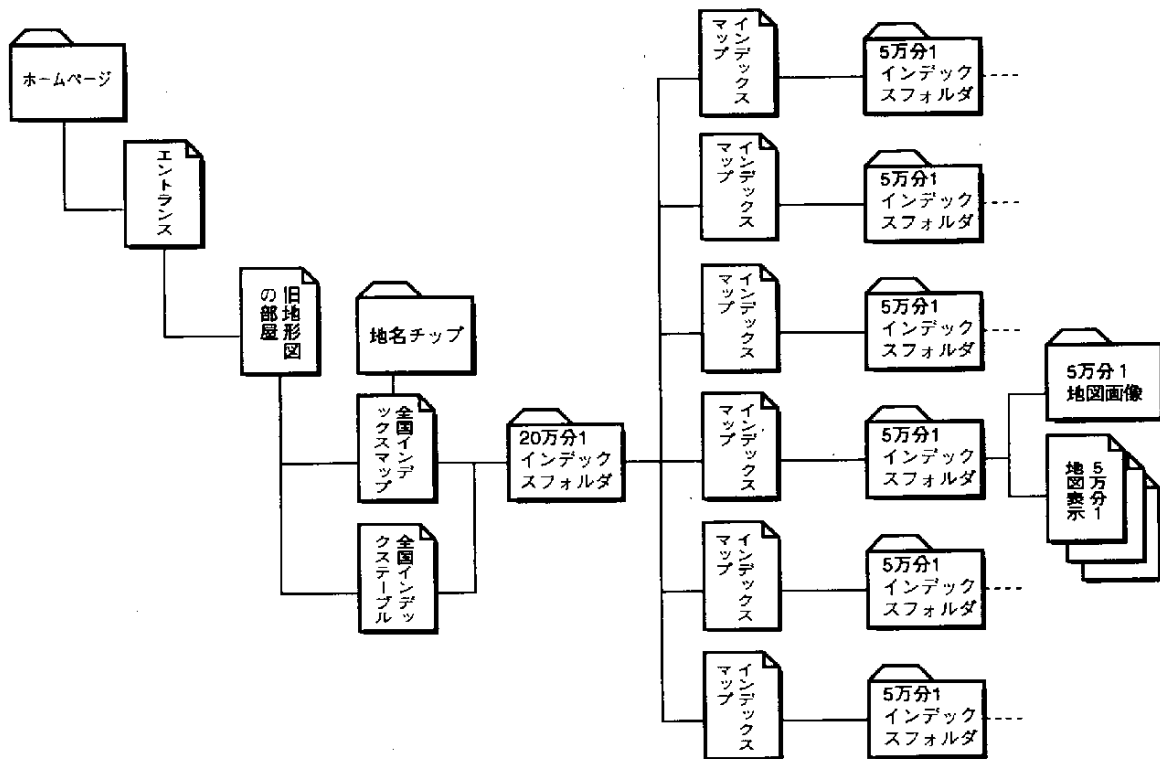 ホームページ
エントランス
旧地形図
の部屋
地名チップ
全国インデ
ックスマップ
全国インデッ
クステーブル
20万分1
インデック
スフォルダ
インデックス
マップ
5万分1
インデック
スフォルダ
インデックス
マップ
5万分1
インデック
スフォルダ
インデックス
マップ
5万分1
インデック
スフォルダ
インデックス
マップ
5万分1
インデック
スフォルダ
5万分1
地図画像
5万分1
地図表示
インデックス
マップ
5万分1
インデック
スフォルダ
インデックス
マップ
5万分1
インデック
スフォルダ